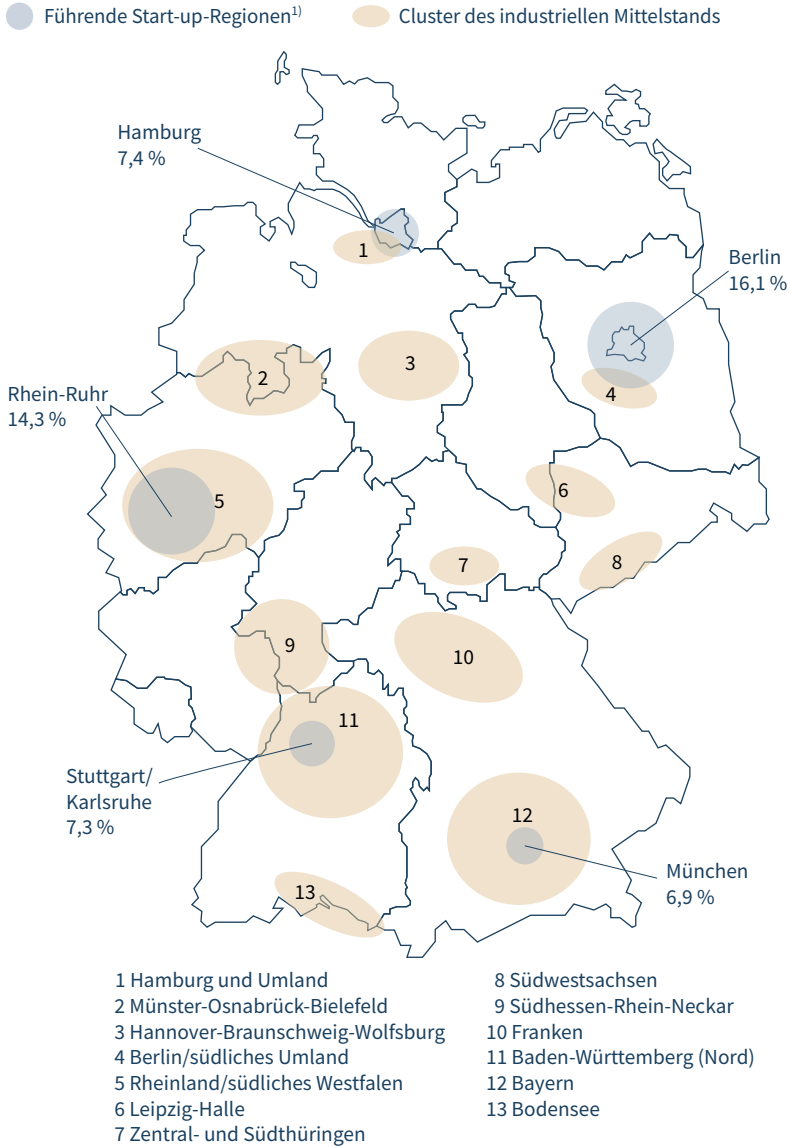 Führende Start-up-Regionen1)
Cluster des industriellen Mittelstands
Hamburg
7,4 %
1
Berlin
16,1 %
3
2
4
Rhein-Ruhr
14,3 %
5
6
7
8
9
10
11
Stuttgart/
Karlsruhe
7,3 %
12
München
6,9 %
13
1 Hamburg und Umland
2 Münster-Osnabrück-Bielefeld
3 Hannover-Braunschweig-Wolfsburg
4 Berlin/südliches Umland
5 Rheinland/südliches Westfalen
6 Leipzig-Halle
7 Zentral- und Südthüringen
8 Südwestsachsen
9 Südhessen-Rhein-Neckar
10 Franken
11 Baden-Württemberg (Nord)
12 Bayern
13 Bodensee